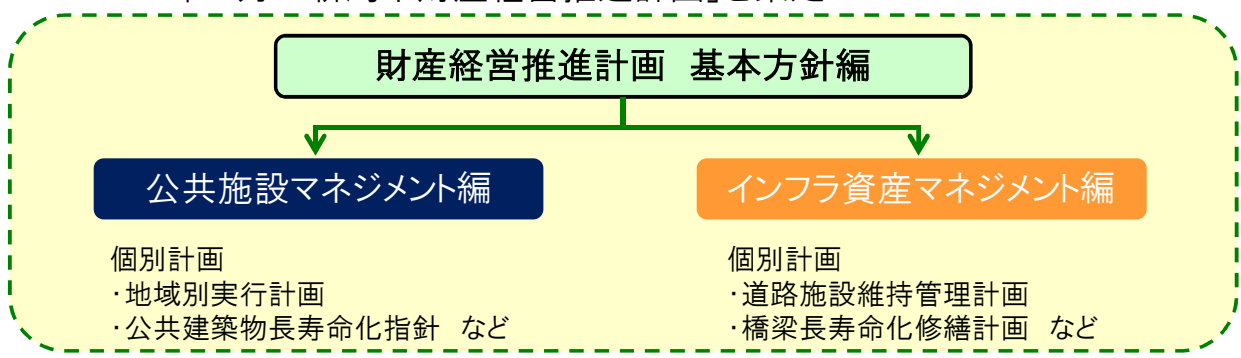 財産経営推進計画 基本方針編
公共施設マネジメント編
インフラ資産マネジメント編
個別計画
・地域別実行計画
・公共建築物長寿命化指針 など
個別計画
・道路施設維持管理計画
・橋梁長寿命化修繕計画 など